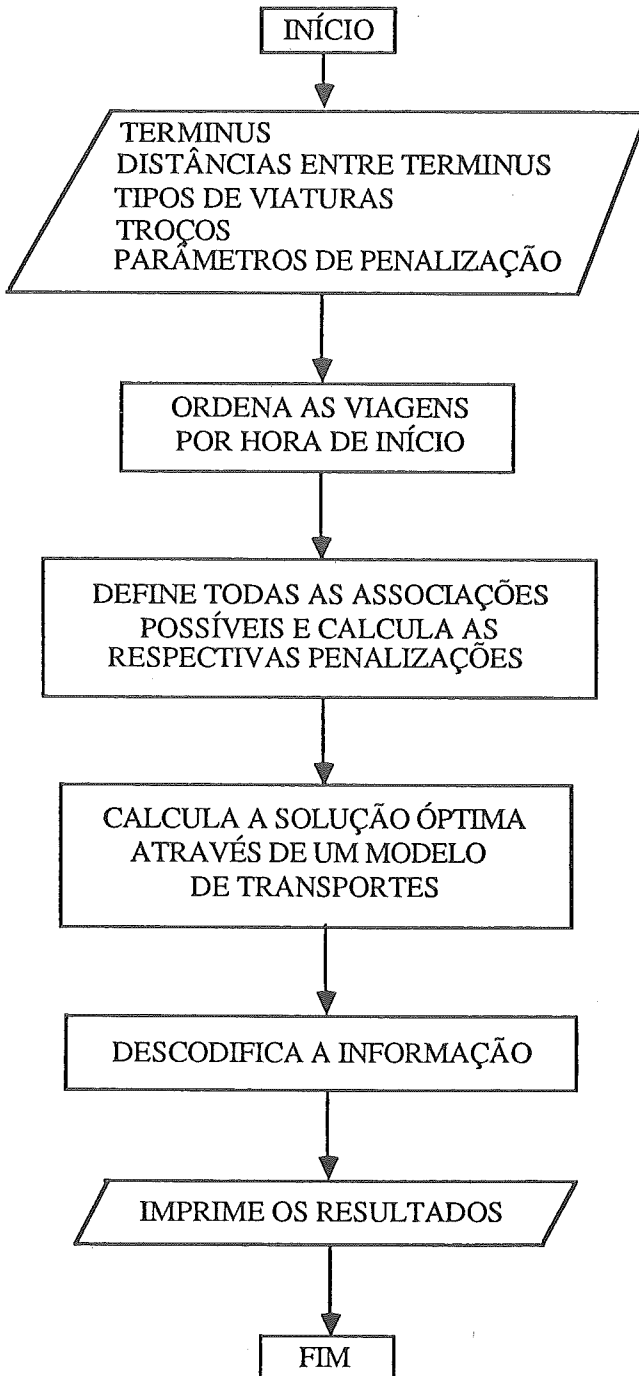 INÍCIO
TERMINUS
DISTÂNCIAS ENTRE TERMINUS
TIPOS DE VIATURAS
TROÇOS
PARÂMETROS DE PENALIZAÇÃO
ORDENA AS VIAGENS
POR HORA DE INÍCIO
DEFINE TODAS AS ASSOCIAÇÕES
POSSÍVEIS E CALCULA AS
RESPECTIVAS PENALIZAÇÕES
CALCULA A SOLUÇÃO ÓPTIMA
ATRAVÉS DE UM MODELO
DE TRANSPORTES
DESCODIFICA A INFORMAÇÃO
IMPRIME OS RESULTADOS
FIM